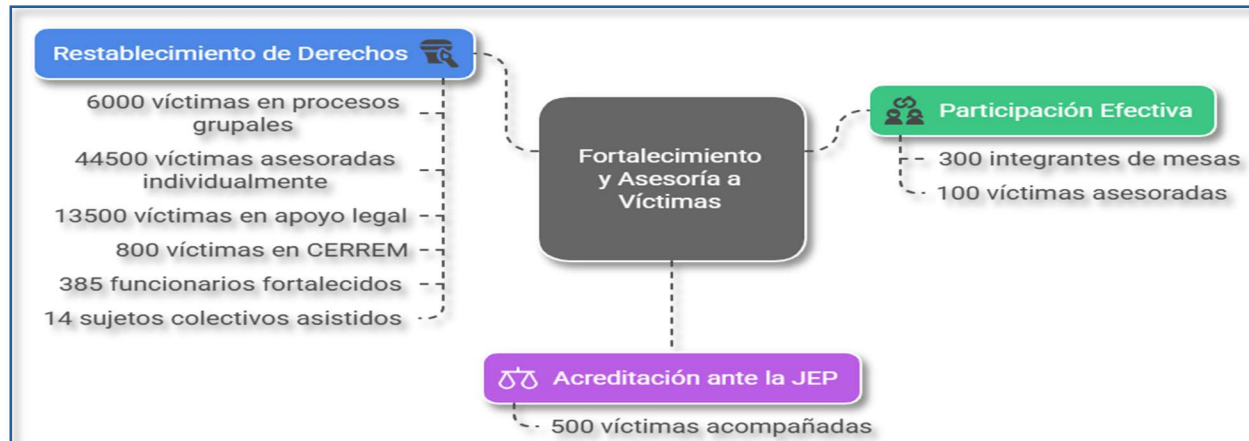 Restablecimiento de Derechos
6000 víctimas en procesos
grupales
44500 víctimas asesoradas
individualmente
13500 víctimas en apoyo legal
800 víctimas en CERREM
385 funcionarios fortalecidos
14 sujetos colectivos asistidos
Fortalecimiento
y Asesoría a
Víctimas
Participación Efectiva
300 integrantes de mesas
100 víctimas asesoradas
Acreditación ante la JEP
500 víctimas acompañadas